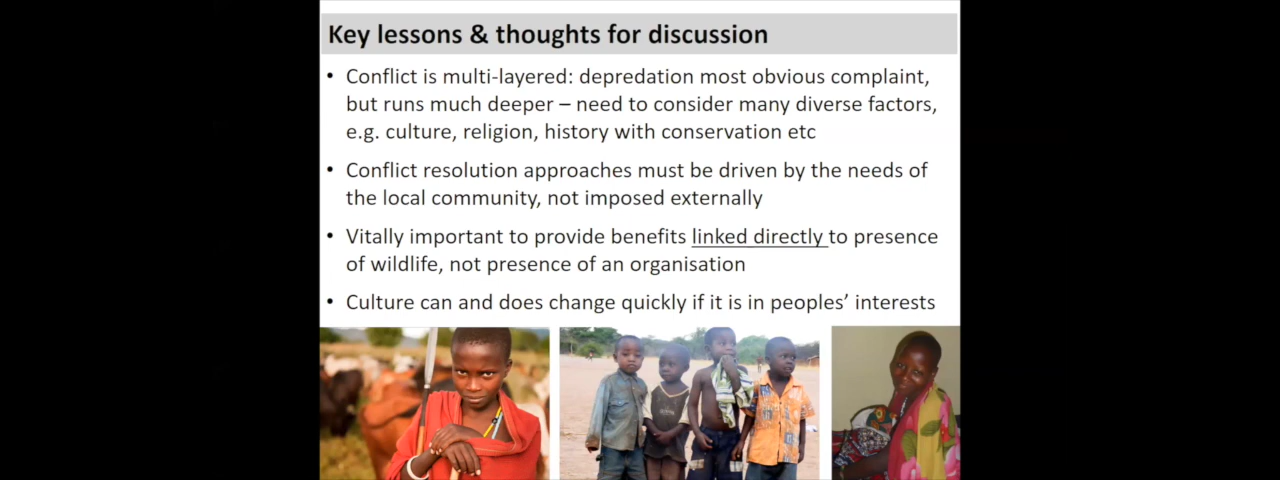 Key lessons & thoughts for discussion
• Conflict is multi-layered: depredation most obvious complaint,
but runs much deeper – need to consider many diverse factors,
e.g. culture, religion, history with conservation etc
• Conflict resolution approaches must be driven by the needs of
the local community, not imposed externally
• Vitally important to provide benefits linked directly to presence
of wildlife, not presence of an organisation
• Culture can and does change quickly if it is in peoples’ interests